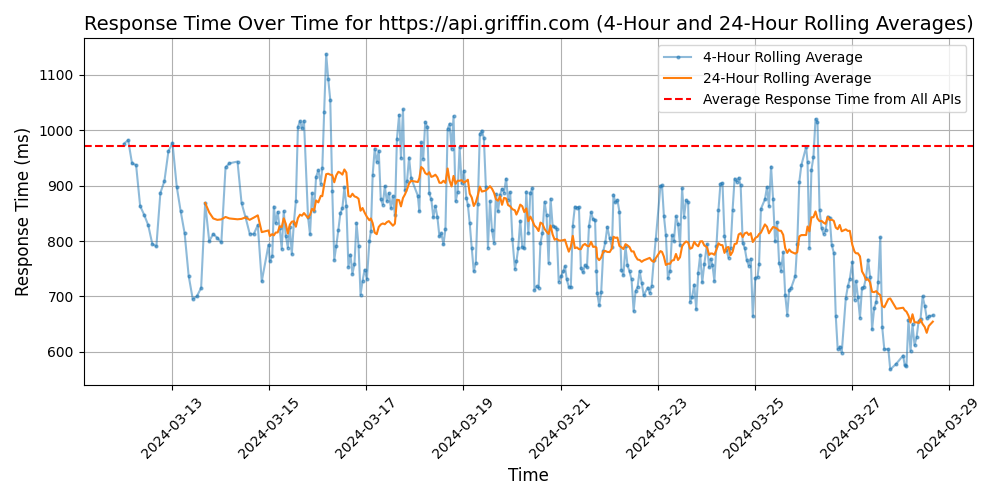 Response Time Over Time for https://api.griffin.com (4-Hour and 24-Hour Rolling Averages)
4-Hour Rolling Average
24-Hour Rolling Average
Average Response Time from All APIs
Response Time (ms)
1100
1000
900
800
700
600
2024-03-13
2024-03-15
2024-03-17
2024-03-19
2024-03-21
2024-03-23
2024-03-25
2024-03-27
2024-03-29
Time